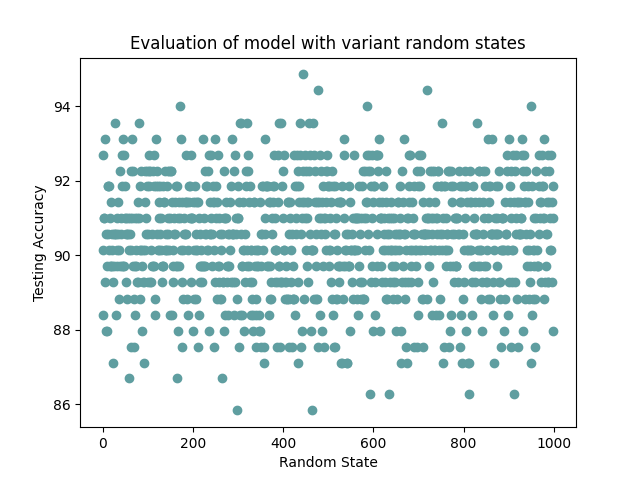 Evaluation of model with variant random states
94
92
90
88
86
Testing Accuracy
0 200 400 600 800 1000
Random State